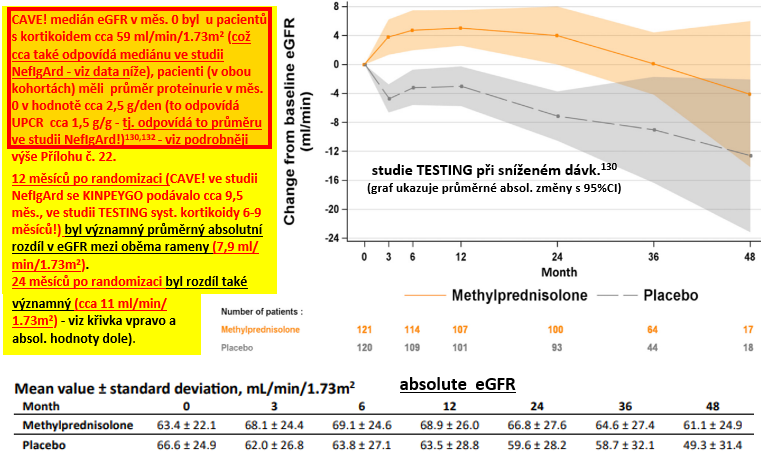 CAVE! medián eGFR v měs. 0 byl u pacientů
s kortikoidem cca 59 ml/min/1.73m² (což
cca také odpovídá mediánu ve studii
NefIgArd - viz data níže), pacienti (v obou
kohortách) měli průměr proteinurie v měs.
0 v hodnotě cca 2,5 g/den (to odpovídá
UPCR cca 1,5 g/g - tj. odpovídá to průměru
ve studii NefIgArd!)¹³⁰,¹³² - viz podrobněji
výše Přílohu č. 22.
12 měsíců po randomizaci (CAVE! ve studii
NefIgArd se KINPEYGO podávalo cca 9,5
měs., ve studii TESTING syst. kortikoidy 6-9
měsíců!) byl významný průměrný absolutní
rozdíl v eGFR mezi oběma rameny (7,9 ml/
min/1.73m²).
24 měsíců po randomizaci byl rozdíl také
významný (cca 11 ml/min/
1.73m²) - viz křivka vpravo a
absol. hodnoty dole).
Change from baseline eGFR
(ml/min)
8
4
0
-4
-8
-12
-16
-20
-24
studie TESTING při sníženém dávk.¹³⁰
(graf ukazuje průměrné absol. změny s 95%CI)
0 3 6 12 24 36 48
Month
Methylprednisolone Placebo
Number of patients :
Methylprednisolone 121 114 107 100 64 17
Placebo 120 109 101 93 44 18
Mean value ± standard deviation, mL/min/1.73m² absolute eGFR
Month 0 3 6 12 24 36 48
Methylprednisolone 63.4 ± 22.1 68.1 ± 24.4 69.1 ± 24.6 68.9 ± 26.0 66.8 ± 27.6 64.6 ± 27.4 61.1 ± 24.9
Placebo 66.6 ± 24.9 62.0 ± 26.8 63.8 ± 27.1 63.5 ± 28.8 59.6 ± 28.2 58.7 ± 32.1 49.3 ± 31.4